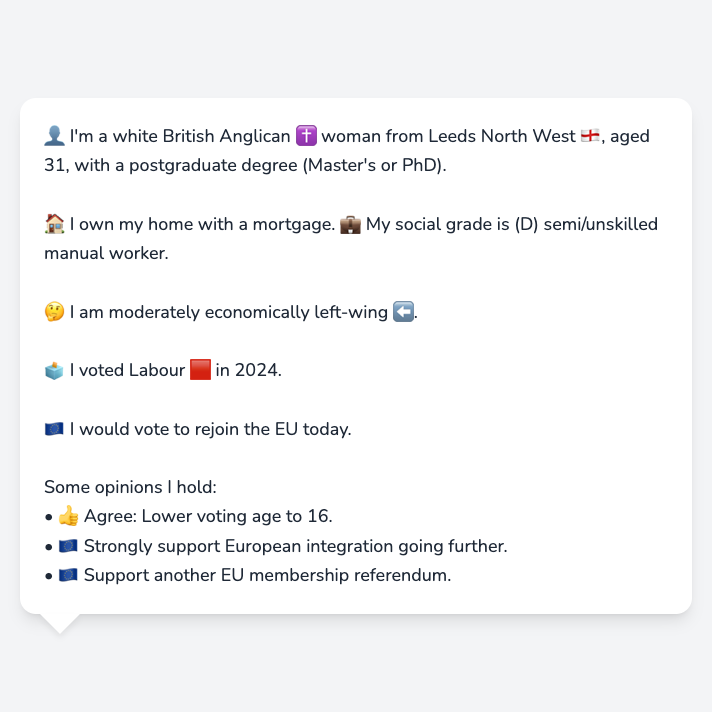 👤 I'm a white British Anglican ✝️ woman from Leeds North West 🏴󠁧󠁢󠁥󠁮󠁧󠁿, aged
31, with a postgraduate degree (Master's or PhD).
🏠 I own my home with a mortgage. 💼 My social grade is (D) semi/unskilled
manual worker.
🤔 I am moderately economically left-wing ⬅️.
🗳️ I voted Labour 🟥 in 2024.
🇪🇺 I would vote to rejoin the EU today.
Some opinions I hold:
• 👍 Agree: Lower voting age to 16.
• 🇪🇺 Strongly support European integration going further.
• 🇪🇺 Support another EU membership referendum.